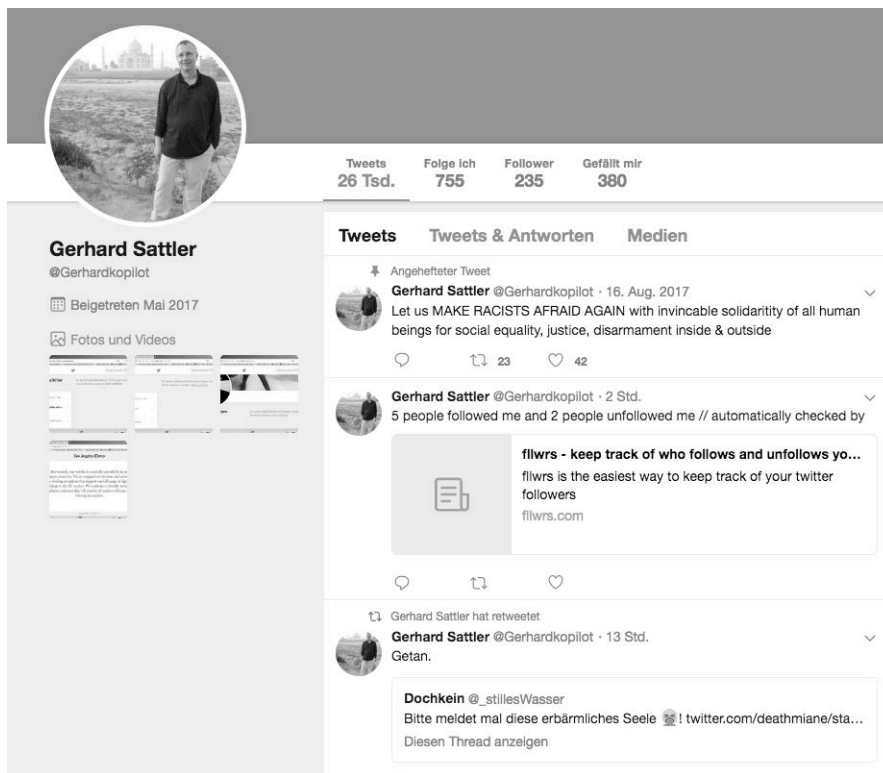 Tweets Folge ich Follower Gefällt mir
26 Tsd. 755 235 380
Gerhard Sattler
@Gerhardkopilot
Beigetreten Mai 2017
Fotos und Videos
Tweets Tweets & Antworten Medien
Angehefteter Tweet
Gerhard Sattler @Gerhardkopilot · 16. Aug. 2017
Let us MAKE RACISTS AFRAID AGAIN with invincable solidaritity of all human
beings for social equality, justice, disarmament inside & outside
23 42
Gerhard Sattler @Gerhardkopilot · 2 Std.
5 people followed me and 2 people unfollowed me // automatically checked by
fllwrs - keep track of who follows and unfollows yo...
fllwrs is the easiest way to keep track of your twitter
followers
fllwrs.com
Gerhard Sattler hat retweetet
Gerhard Sattler @Gerhardkopilot · 13 Std.
Getan.
Dochkein @_stillesWasser
Bitte meldet mal diese erbärmliches Seele ! twitter.com/deathmiane/sta...
Diesen Thread anzeigen